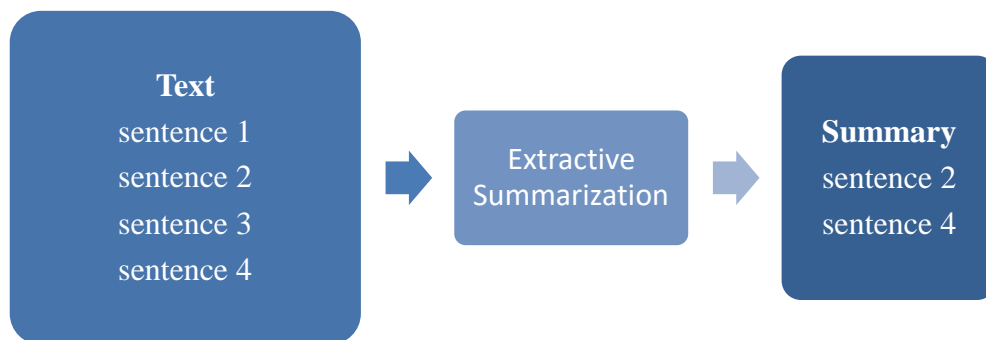 Text
sentence 1
sentence 2
sentence 3
sentence 4
Extractive
Summarization
Summary
sentence 2
sentence 4